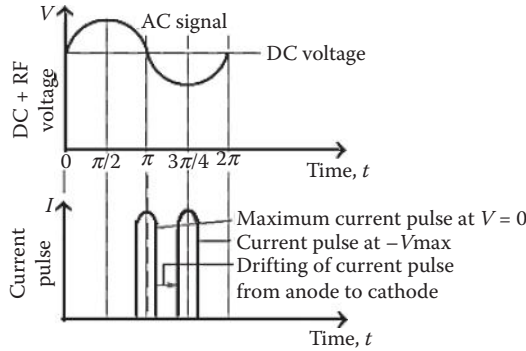 V
AC signal
DC voltage
DC + RF
voltage
0 π/2 π 3π/4 2π
Time, t
I
Maximum current pulse at V = 0
Current pulse at −Vmax
Drifting of current pulse
from anode to cathode
Current
pulse
Time, t